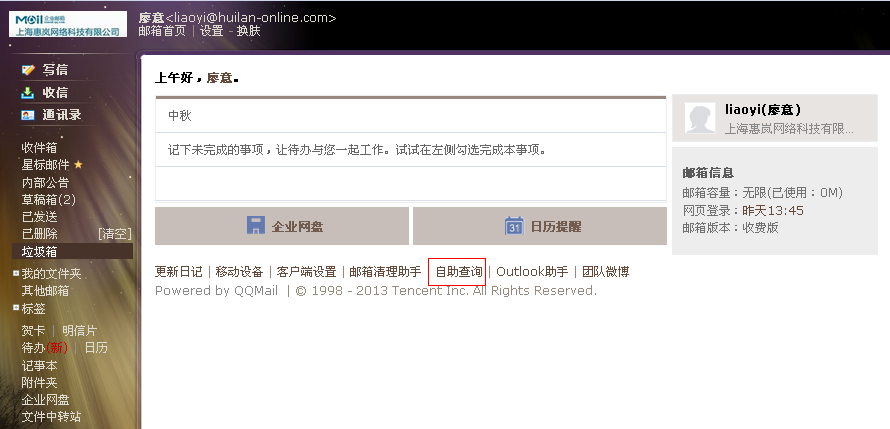 Mail 企业邮箱
上海惠岚网络科技有限公司
廖意<liaoyi@huilan-online.com>
邮箱首页 | 设置 - 换肤
写信
收信
通讯录
收件箱
星标邮件
内部公告
草稿箱(2)
已发送
已删除 [清空]
垃圾箱
我的文件夹
其他邮箱
标签
贺卡 | 明信片
待办(新) | 日历
记事本
附件夹
企业网盘
文件中转站
上午好，廖意。
中秋
记下未完成的事项，让待办与您一起工作。试试在左侧勾选完成本事项。
企业网盘
31 日历提醒
更新日记 | 移动设备 | 客户端设置 | 邮箱清理助手 | 自助查询 | Outlook助手 | 团队微博
Powered by QQMail | © 1998 - 2013 Tencent Inc. All Rights Reserved.
liaoyi(廖意)
上海惠岚网络科技有限...
邮箱信息
邮箱容量：无限(已使用：0M)
网页登录：昨天13:45
邮箱版本：收费版